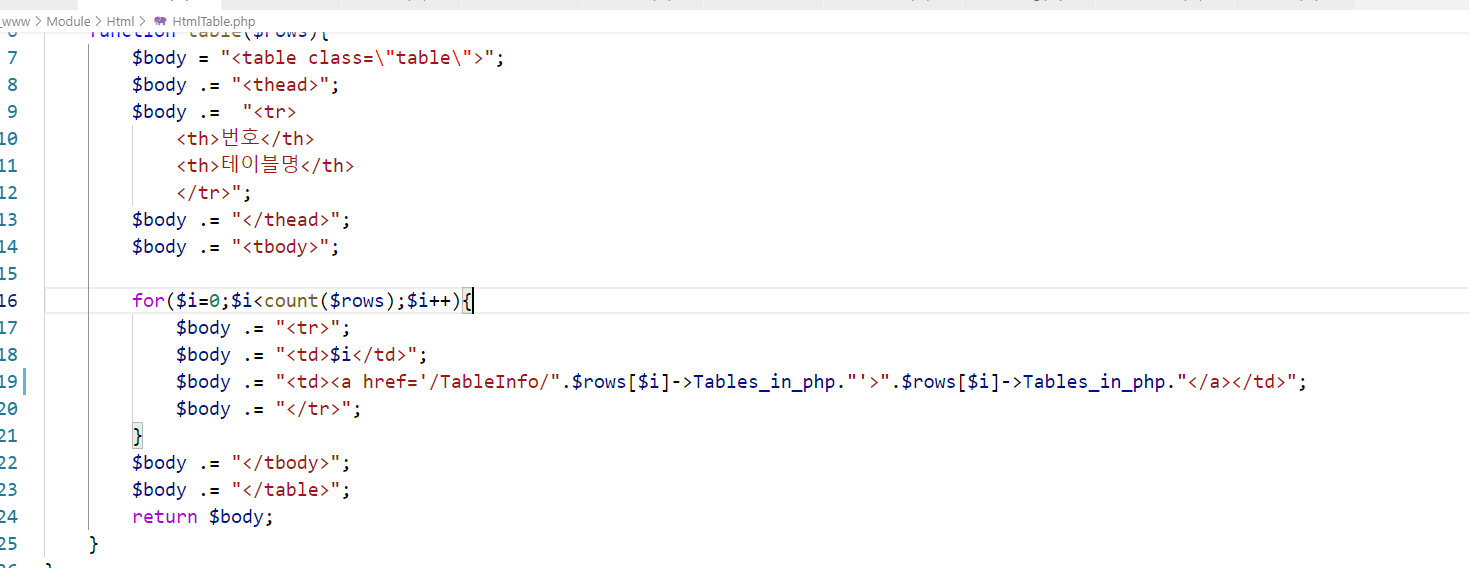 _www > Module > Html > HtmlTable.php
6 function table($rows){
7 $body = "<table class=\"table\">";
8 $body .= "<thead>";
9 $body .=  "<tr>
10 <th>번호</th>
11 <th>테이블명</th>
12 </tr>";
13 $body .= "</thead>";
14 $body .= "<tbody>";
15
16 for($i=0;$i<count($rows);$i++){
17 $body .= "<tr>";
18 $body .= "<td>$i</td>";
19 $body .= "<td><a href='/TableInfo/".$rows[$i]->Tables_in_php."'>".$rows[$i]->Tables_in_php."</a></td>";
20 $body .= "</tr>";
21 }
22 $body .= "</tbody>";
23 $body .= "</table>";
24 return $body;
25 }